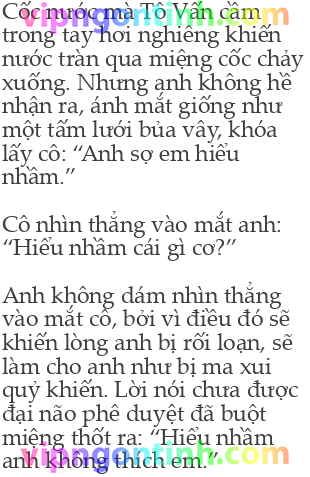 vipngontinh.com
Cốc nước mà Tô Vận cầm
trong tay hơi nghiêng khiến
nước tràn qua miệng cốc chảy
xuống. Nhưng anh không hề
nhận ra, ánh mắt giống như
một tấm lưới bủa vây, khóa
lấy cô: “Anh sợ em hiểu
nhầm.”
Cô nhìn thẳng vào mắt anh:
“Hiểu nhầm cái gì cơ?”
Anh không dám nhìn thẳng
vào mắt cô, bởi vì điều đó sẽ
khiến lòng anh bị rối loạn, sẽ
làm cho anh như bị ma xui
quỷ khiến. Lời nói chưa được
đại não phê duyệt đã buột
miệng thốt ra: “Hiểu nhầm
anh không thích em.”
vipngontinh.com